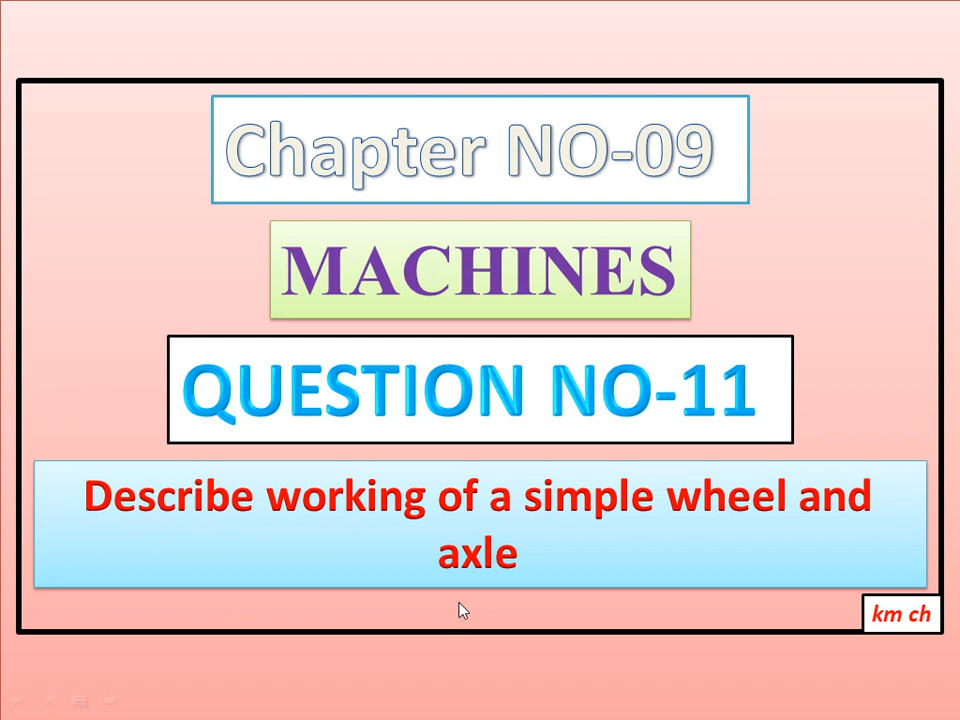 Chapter NO-09
MACHINES
QUESTION NO-11
Describe working of a simple wheel and
axle
km ch